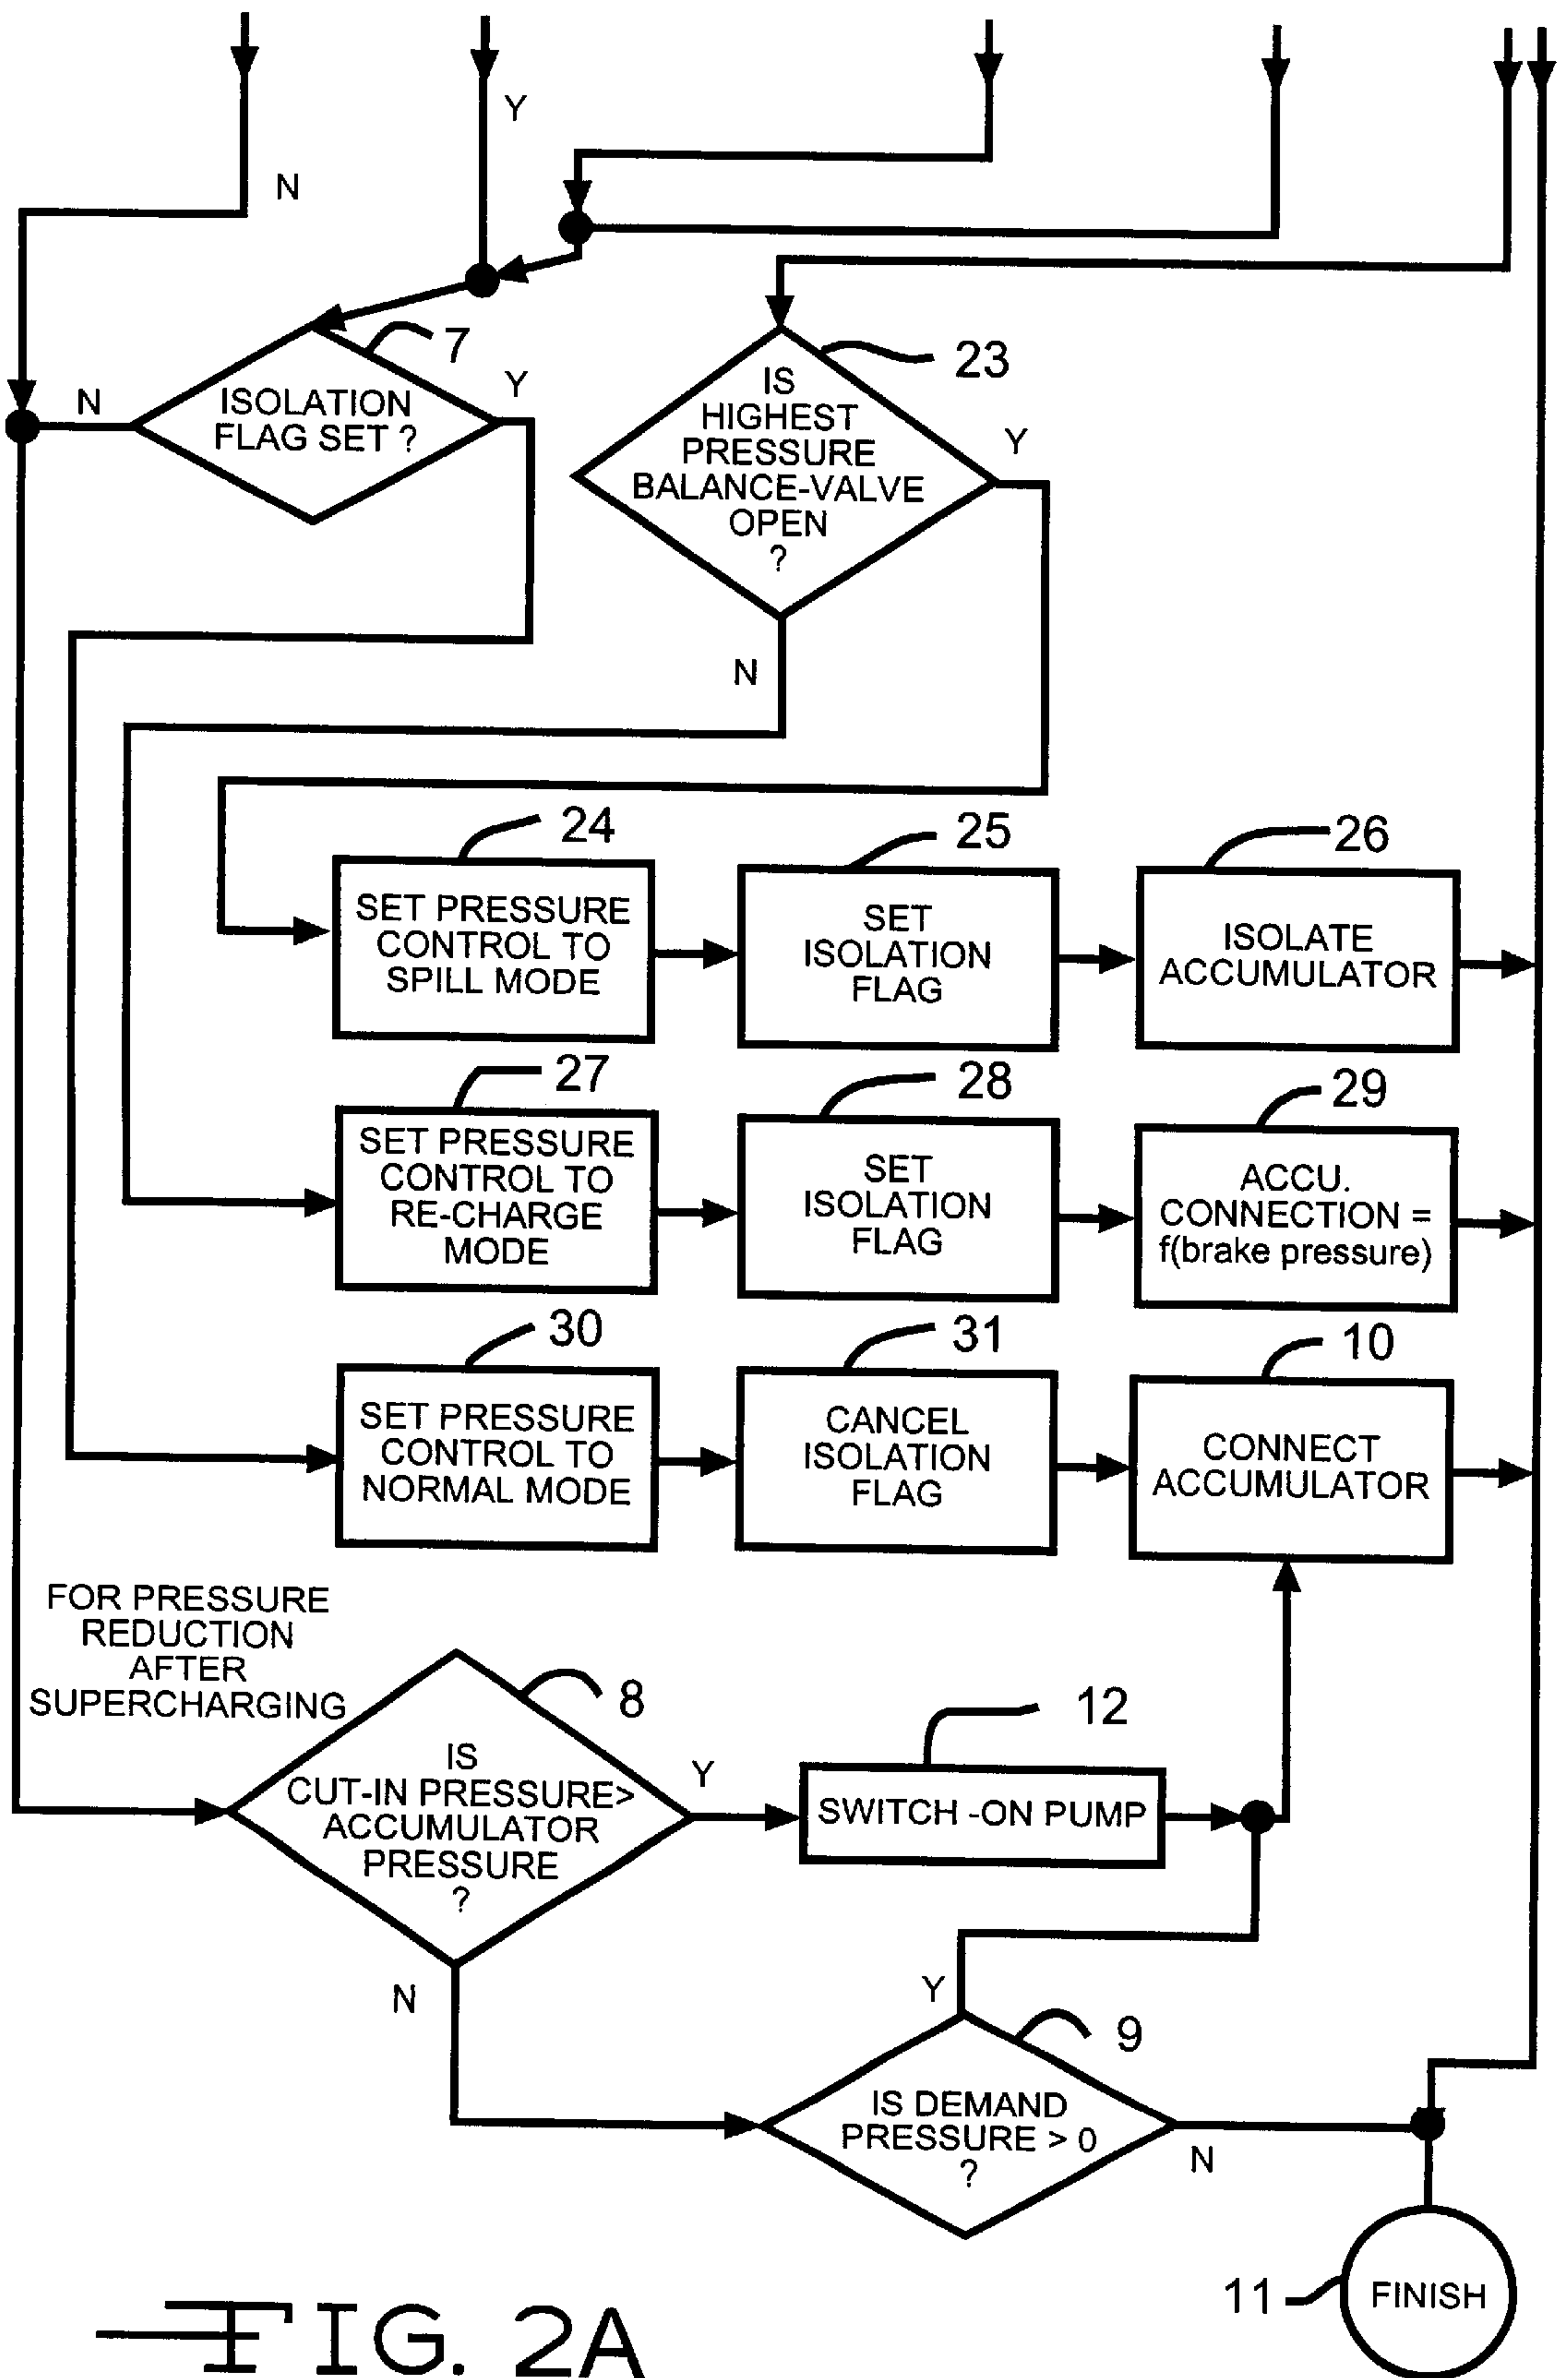 Y
N
7
N
ISOLATION
FLAG SET ?
Y
23
IS
HIGHEST
PRESSURE
BALANCE-VALVE
OPEN
?
Y
N
24
SET PRESSURE
CONTROL TO
SPILL MODE
25
SET
ISOLATION
FLAG
26
ISOLATE
ACCUMULATOR
27
SET PRESSURE
CONTROL TO
RE-CHARGE
MODE
28
SET
ISOLATION
FLAG
29
ACCU.
CONNECTION =
f(brake pressure)
30
SET PRESSURE
CONTROL TO
NORMAL MODE
31
CANCEL
ISOLATION
FLAG
10
CONNECT
ACCUMULATOR
FOR PRESSURE
REDUCTION
AFTER
SUPERCHARGING
8
IS
CUT-IN PRESSURE>
ACCUMULATOR
PRESSURE
?
Y
N
12
SWITCH -ON PUMP
Y
9
IS DEMAND
PRESSURE > 0
?
N
11
FINISH
FIG. 2A